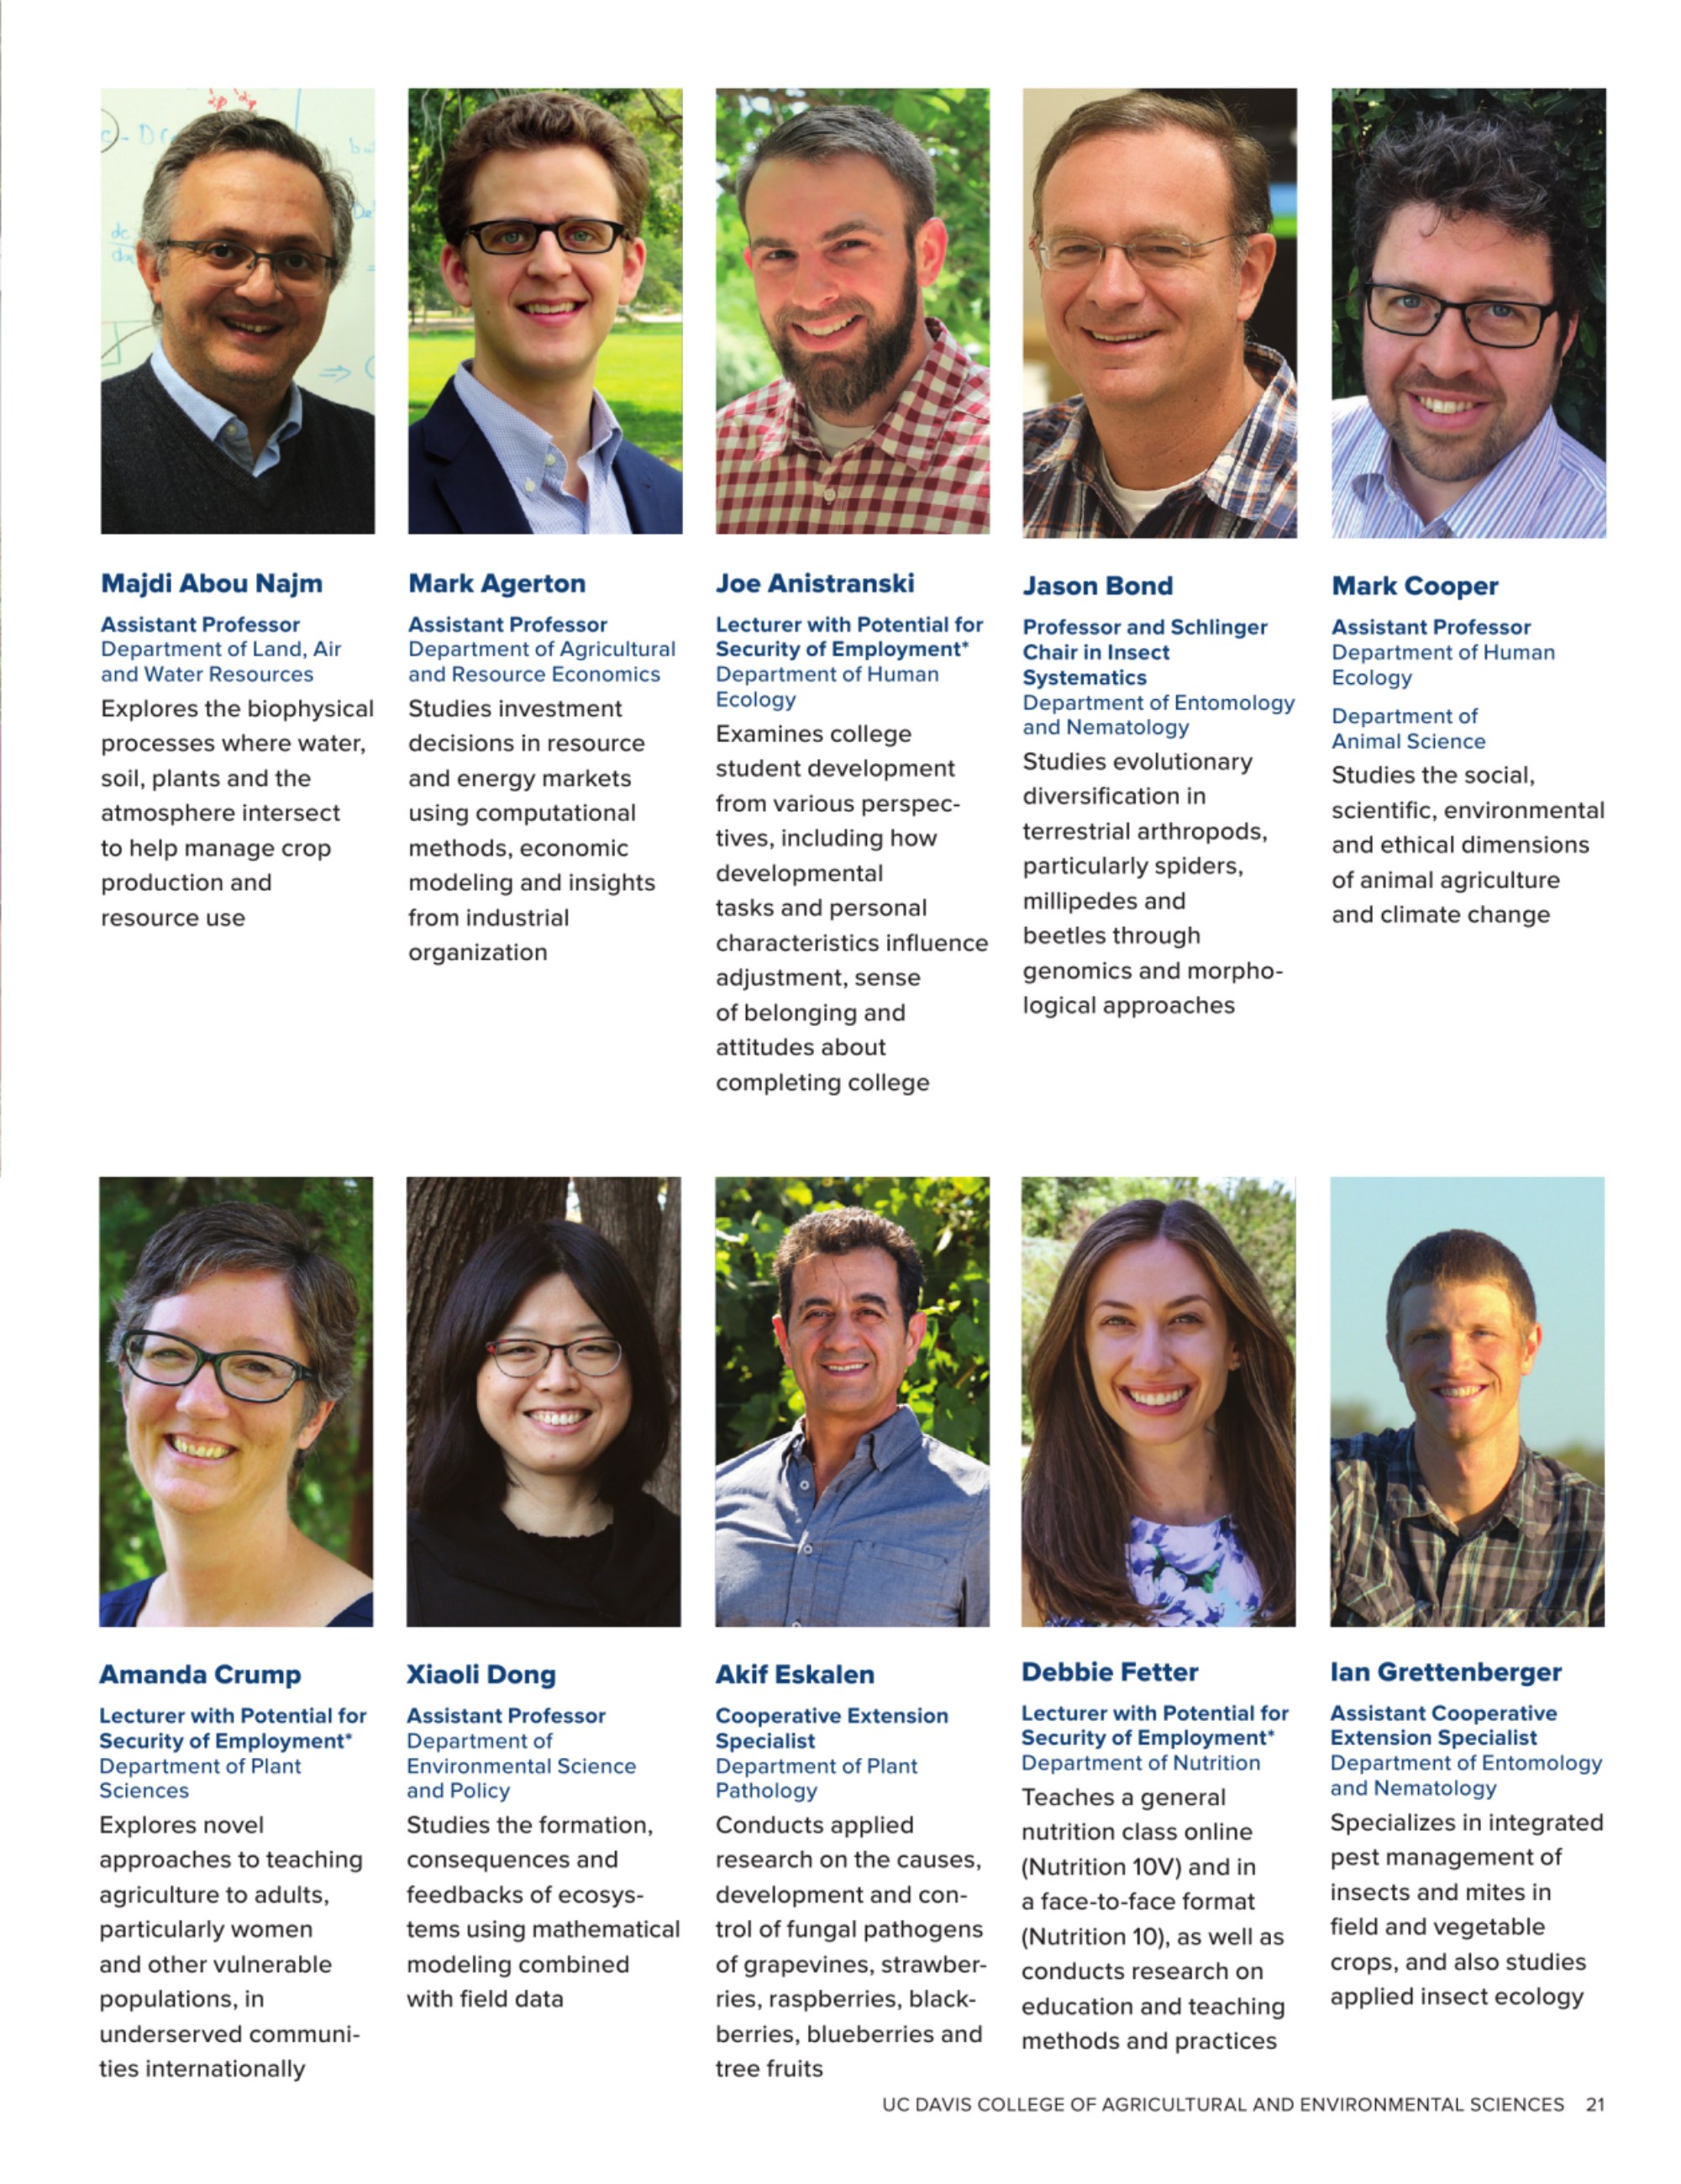 Majdi Abou Najm
Assistant Professor
Department of Land, Air
and Water Resources
Explores the biophysical
processes where water,
soil, plants and the
atmosphere intersect
to help manage crop
production and
resource use
Mark Agerton
Assistant Professor
Department of Agricultural
and Resource Economics
Studies investment
decisions in resource
and energy markets
using computational
methods, economic
modeling and insights
from industrial
organization
Joe Anistranski
Lecturer with Potential for
Security of Employment*
Department of Human
Ecology
Examines college
student development
from various perspec-
tives, including how
developmental
tasks and personal
characteristics influence
adjustment, sense
of belonging and
attitudes about
completing college
Jason Bond
Professor and Schlinger
Chair in Insect
Systematics
Department of Entomology
and Nematology
Studies evolutionary
diversification in
terrestrial arthropods,
particularly spiders,
millipedes and
beetles through
genomics and morpho-
logical approaches
Mark Cooper
Assistant Professor
Department of Human
Ecology
Department of
Animal Science
Studies the social,
scientific, environmental
and ethical dimensions
of animal agriculture
and climate change
Amanda Crump
Lecturer with Potential for
Security of Employment*
Department of Plant
Sciences
Explores novel
approaches to teaching
agriculture to adults,
particularly women
and other vulnerable
populations, in
underserved communi-
ties internationally
Xiaoli Dong
Assistant Professor
Department of
Environmental Science
and Policy
Studies the formation,
consequences and
feedbacks of ecosys-
tems using mathematical
modeling combined
with field data
Akif Eskalen
Cooperative Extension
Specialist
Department of Plant
Pathology
Conducts applied
research on the causes,
development and con-
trol of fungal pathogens
of grapevines, strawber-
ries, raspberries, black-
berries, blueberries and
tree fruits
Debbie Fetter
Lecturer with Potential for
Security of Employment*
Department of Nutrition
Teaches a general
nutrition class online
(Nutrition 10V) and in
a face-to-face format
(Nutrition 10), as well as
conducts research on
education and teaching
methods and practices
Ian Grettenberger
Assistant Cooperative
Extension Specialist
Department of Entomology
and Nematology
Specializes in integrated
pest management of
insects and mites in
field and vegetable
crops, and also studies
applied insect ecology
UC DAVIS COLLEGE OF AGRICULTURAL AND ENVIRONMENTAL SCIENCES 21